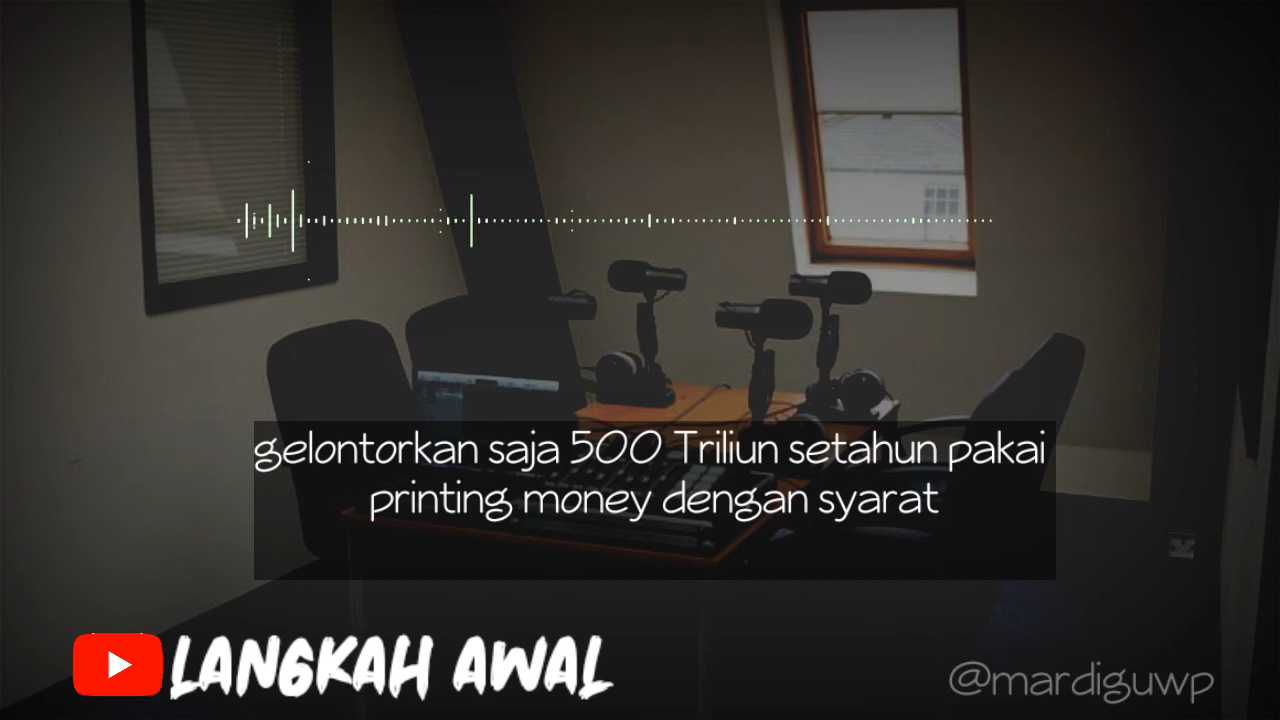 gelontorkan saja 500 Triliun setahun pakai
printing money dengan syarat
LANGKAH AWAL
@mardiguwp